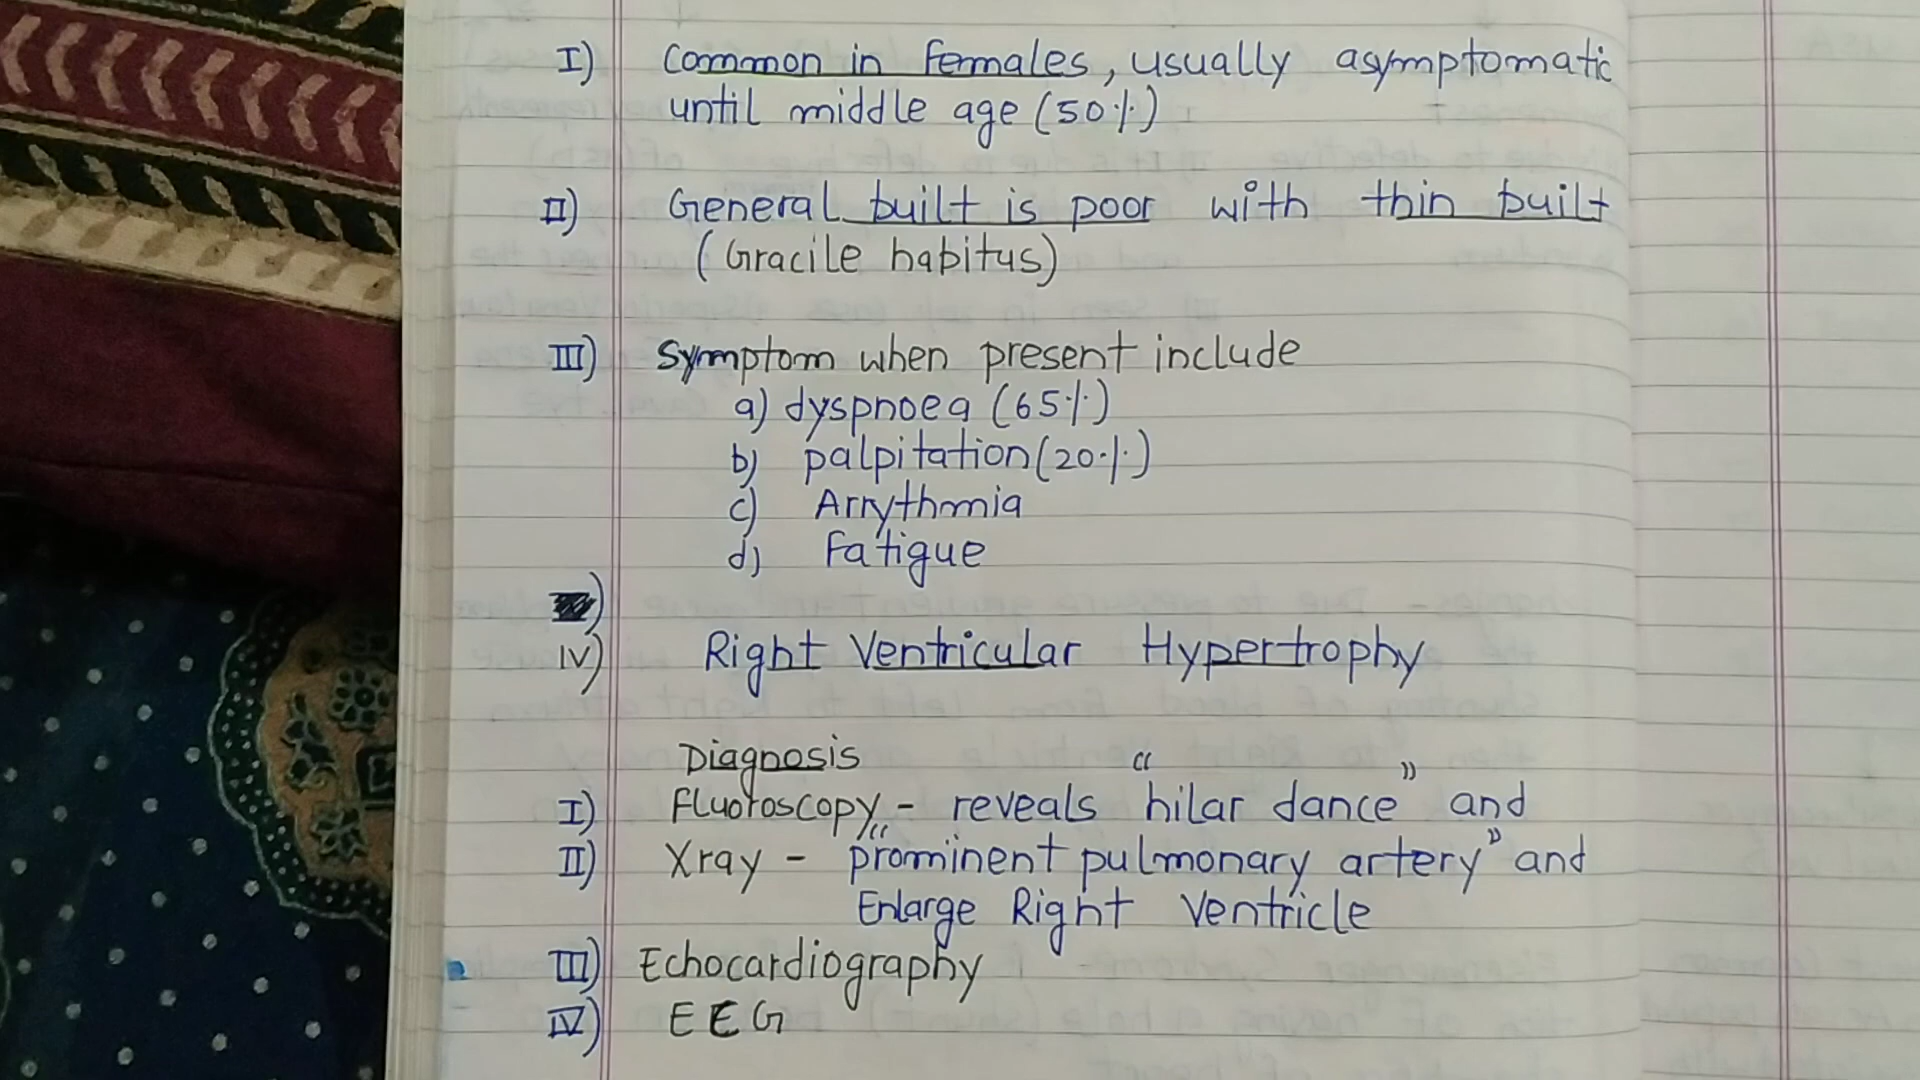 I) Common in Females, usually asymptomatic
until middle age (50%)
II) General built is poor with thin built
(Gracile habitus)
III) Symptom when present include
a) dyspnoea (65%)
b) palpitation (20%)
c) Arrythmia
d) Fatigue
IV) Right Ventricular Hypertrophy
Diagnosis
I) Fluoroscopy - reveals "hilar dance" and
II) Xray - "prominent pulmonary artery" and
Enlarge Right Ventricle
III) Echocardiography
IV) EEG